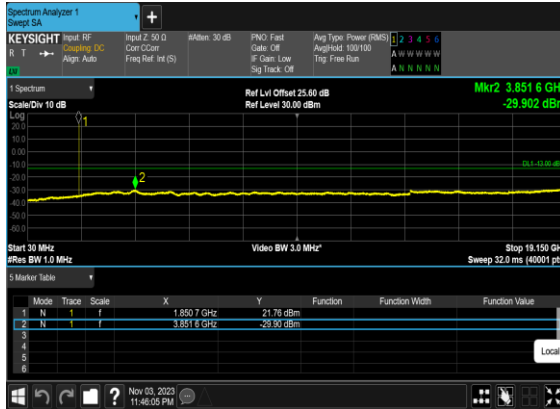 Spectrum Analyzer 1
Swept SA
+
KEYSIGHT Input: RF Input Z: 50 Ω #Atten: 30 dB PNO: Fast Avg Type: Power (RMS) 1 2 3 4 5 6
R T Coupling: DC Corr CCorr Gate: Off Avg|Hold: 100/100 A W W W W W
Align: Auto Freq Ref: Int (S) IF Gain: Low Trig: Free Run
LU Sig Track: Off A N N N N N
1 Spectrum Ref Lvl Offset 25.60 dB Mkr2 3.851 6 GH
Scale/Div 10 dB Ref Level 30.00 dBm -29.902 dB
Log
20.0
10.0
0.00
-10.0
-20.0
-30.0
-40.0
-50.0
-60.0
1
2
DL1 -13.00 dB
Start 30 MHz Video BW 3.0 MHz* Stop 19.150 GH
#Res BW 1.0 MHz Sweep 32.0 ms (40001 pt
5 Marker Table
Mode Trace Scale X Y Function Function Width Function Value
1 N 1 f 1.850 7 GHz 21.76 dBm
2 N 1 f 3.851 6 GHz -29.90 dBm
3
4
5
6
Local
? Nov 03, 2023
11:46:05 PM